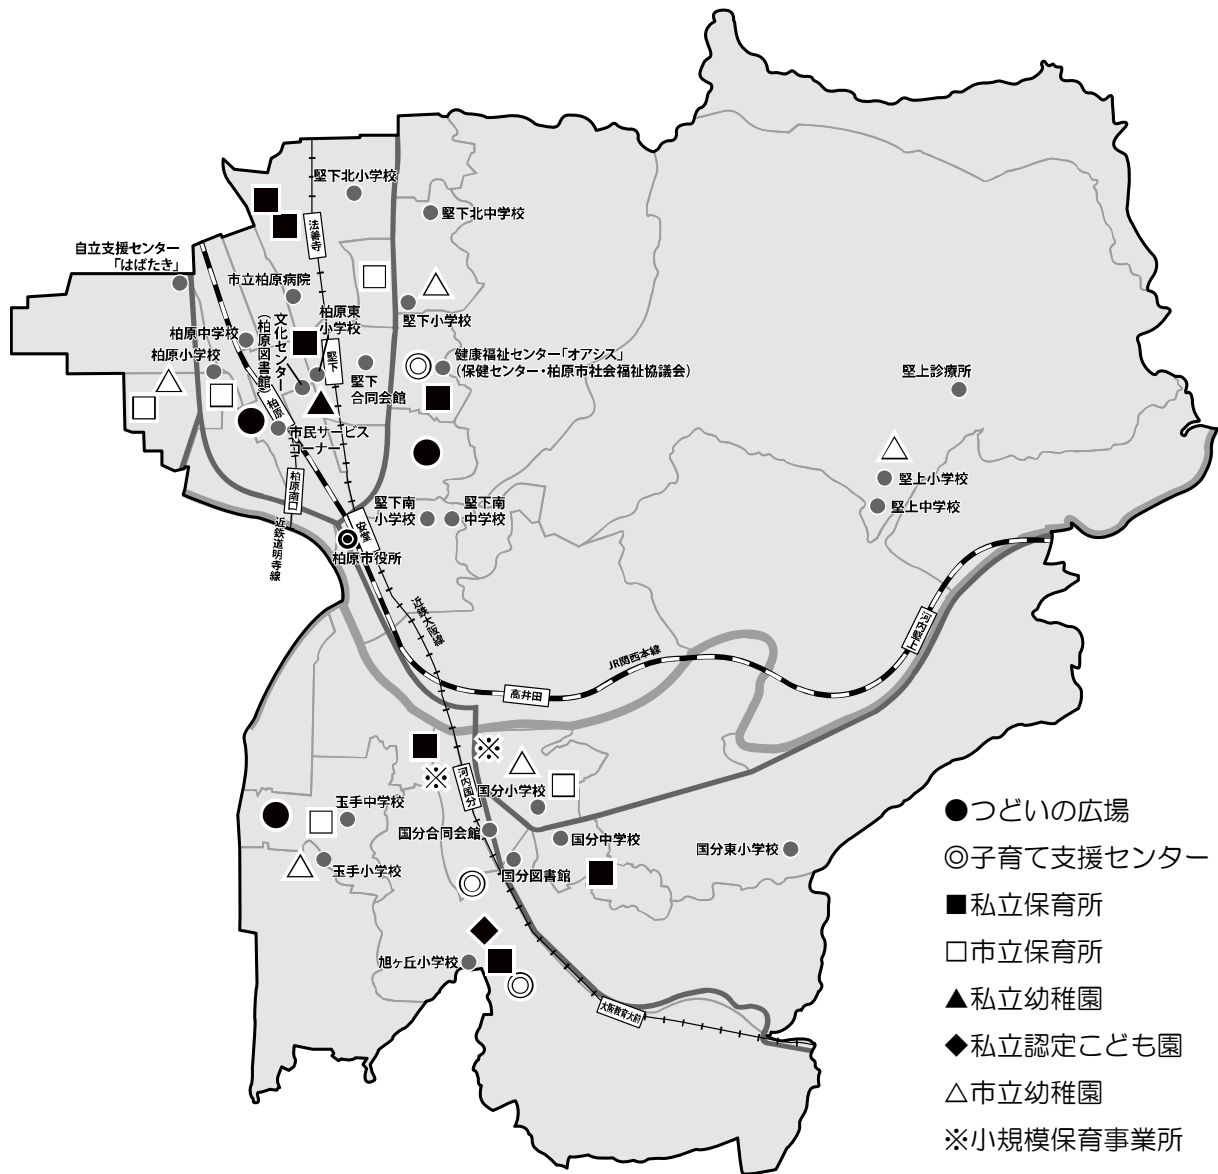 堅下北小学校
堅下北中学校
法善寺
自立支援センター
「はばたき」
市立柏原病院
柏原東
小学校
文化センター
(柏原図書館)
堅下小学校
柏原中学校
柏原小学校
堅下
堅下
合同会館
健康福祉センター「オアシス」
(保健センター・柏原市社会福祉協議会)
堅上診療所
柏原
市民サービス
コーナー
柏原南口
堅上小学校
堅上中学校
堅下南
小学校
堅下南
中学校
安堂
近鉄道明寺線
柏原市役所
近鉄大阪線
河内堅上
JR関西本線
高井田
河内国分
国分小学校
玉手中学校
国分合同会館
国分中学校
国分東小学校
玉手小学校
国分図書館
旭ヶ丘小学校
大阪教育大前
●つどいの広場
◎子育て支援センター
■私立保育所
□市立保育所
▲私立幼稚園
◆私立認定こども園
△市立幼稚園
※小規模保育事業所